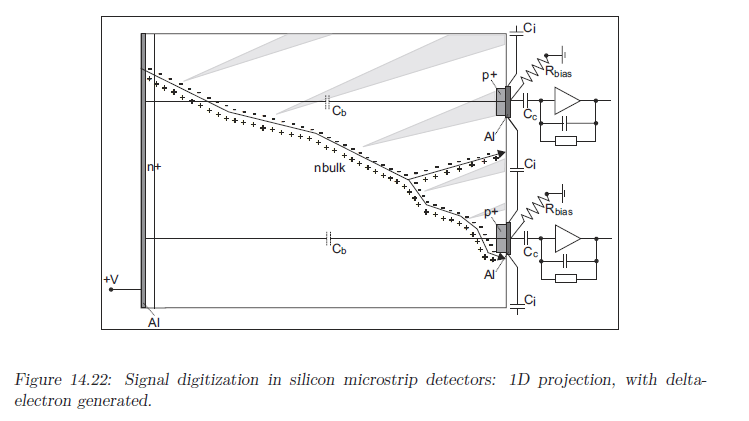 Ci
Rbias
p+
Cb
Cc
Al
n+
nbulk
Ci
p+
Rbias
Cb
Cc
Al
+V
Ci
Al
Figure 14.22: Signal digitization in silicon microstrip detectors: 1D projection, with delta-
electron generated.